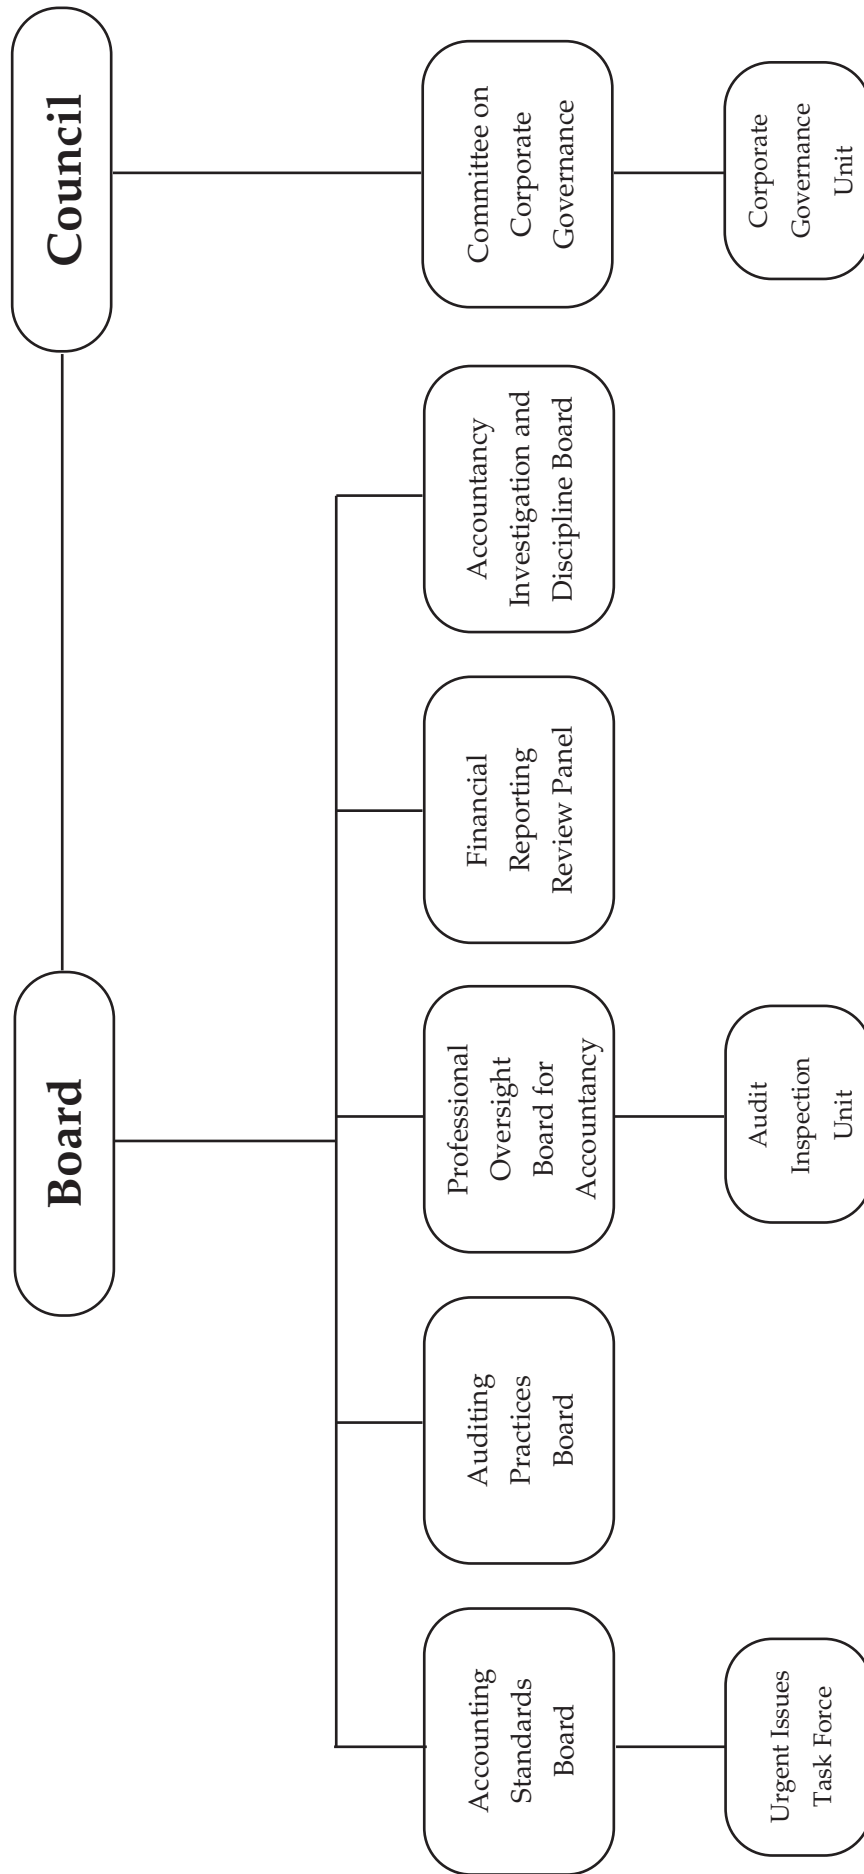 Board
Council
Accounting
Standards
Board
Auditing
Practices
Board
Professional
Oversight
Board for
Accountancy
Financial
Reporting
Review Panel
Accountancy
Investigation and
Discipline Board
Committee on
Corporate
Governance
Urgent Issues
Task Force
Audit
Inspection
Unit
Corporate
Governance
Unit